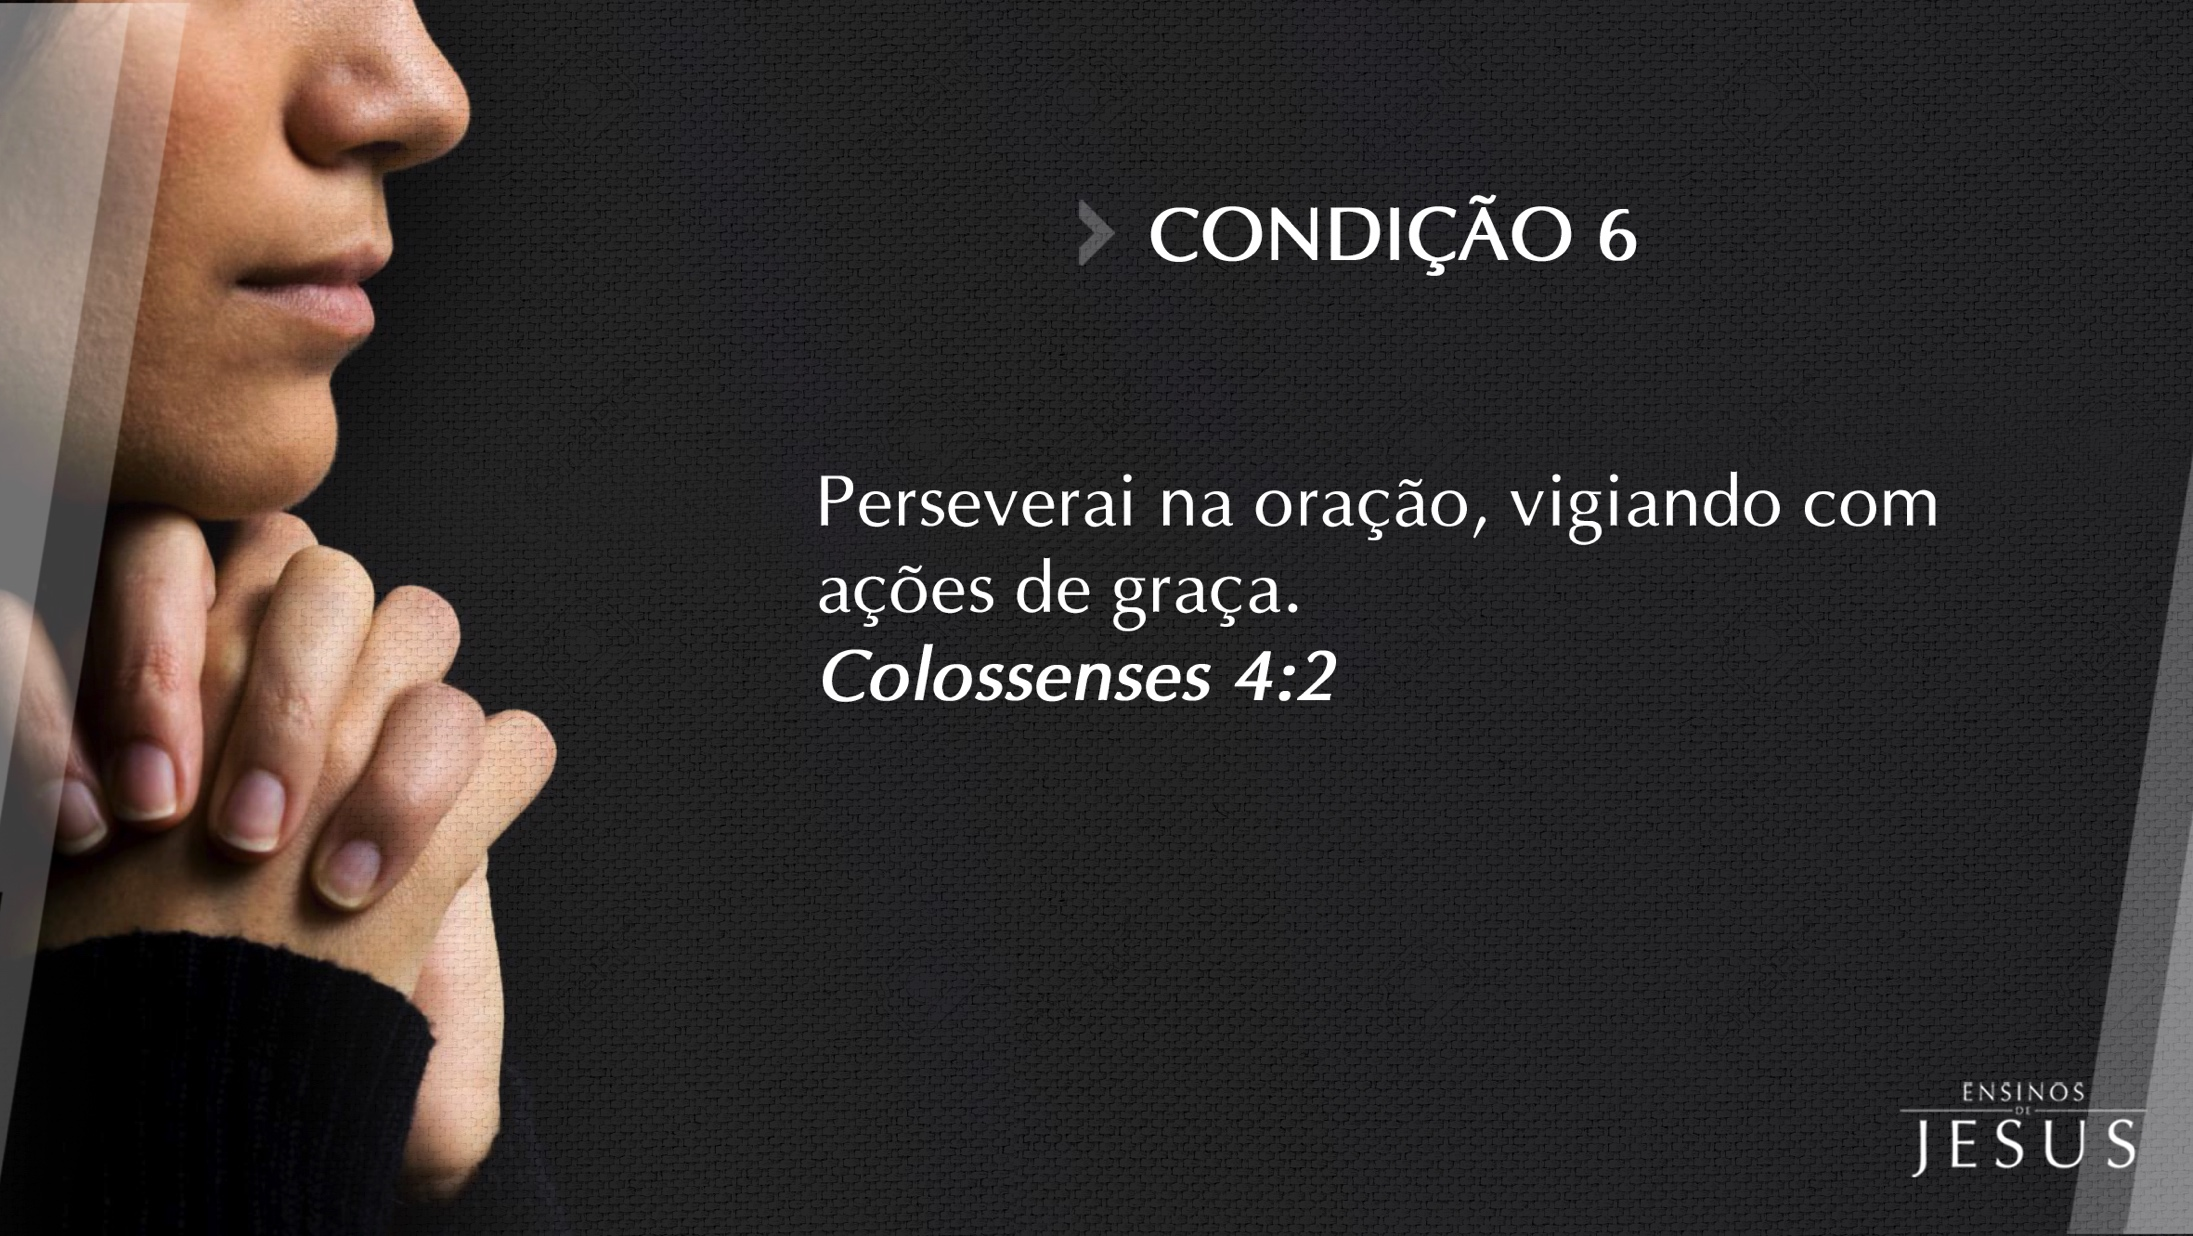 CONDIÇÃO 6
Perseverai na oração, vigiando com
ações de graça.
Colossenses 4:2
ENSINOS
DE
JESUS